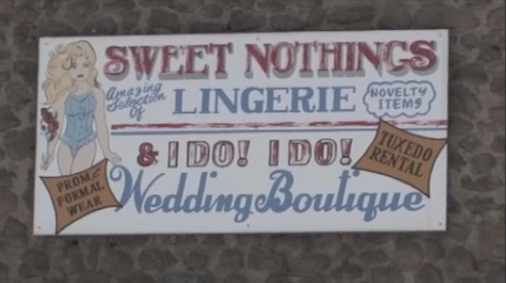 SWEET NOTHINGS
Amazing
Selection
Of
LINGERIE
NOVELTY
ITEMS
& I DO! I DO!
TUXEDO
RENTAL
PROM &
FORMAL
WEAR
Wedding Boutique